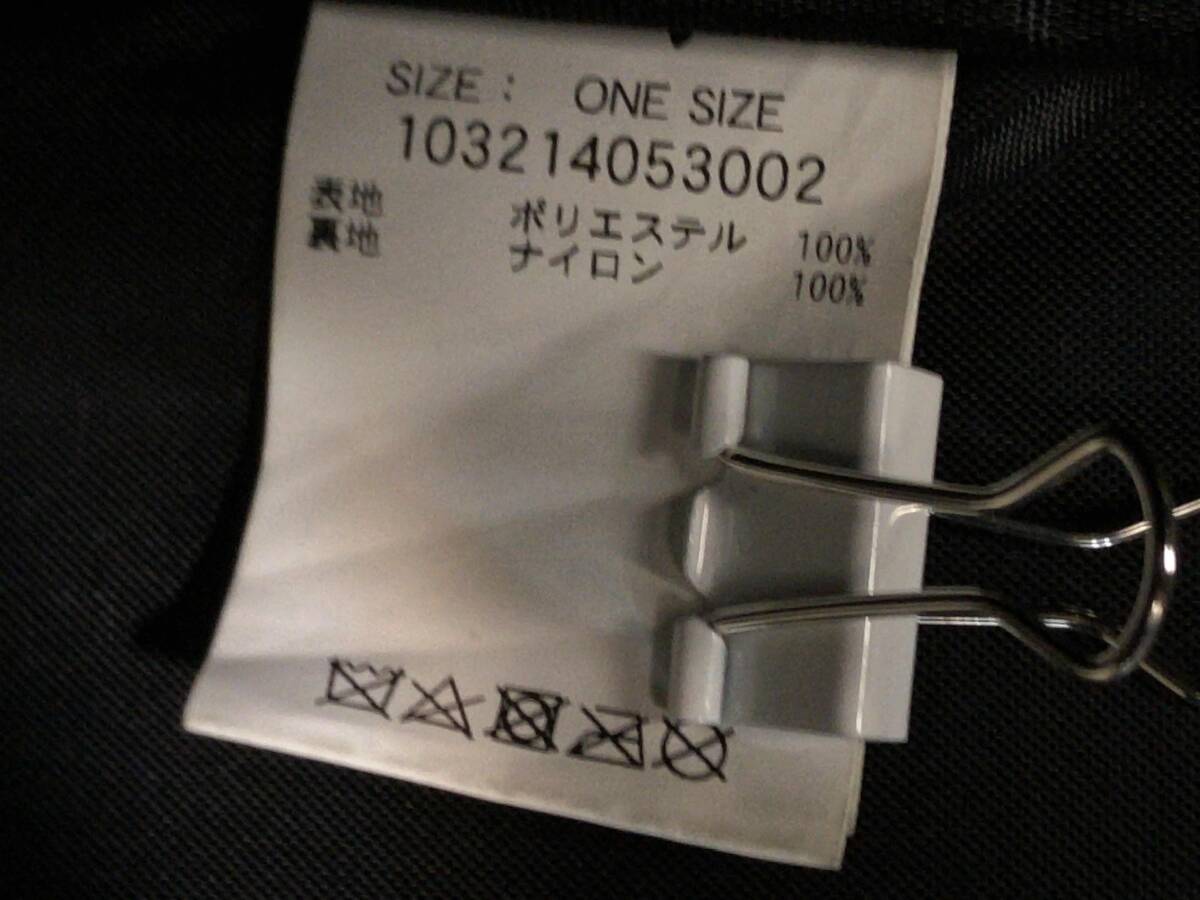 SIZE : ONE SIZE
103214053002
表地 ポリエステル 100%
裏地 ナイロン 100%